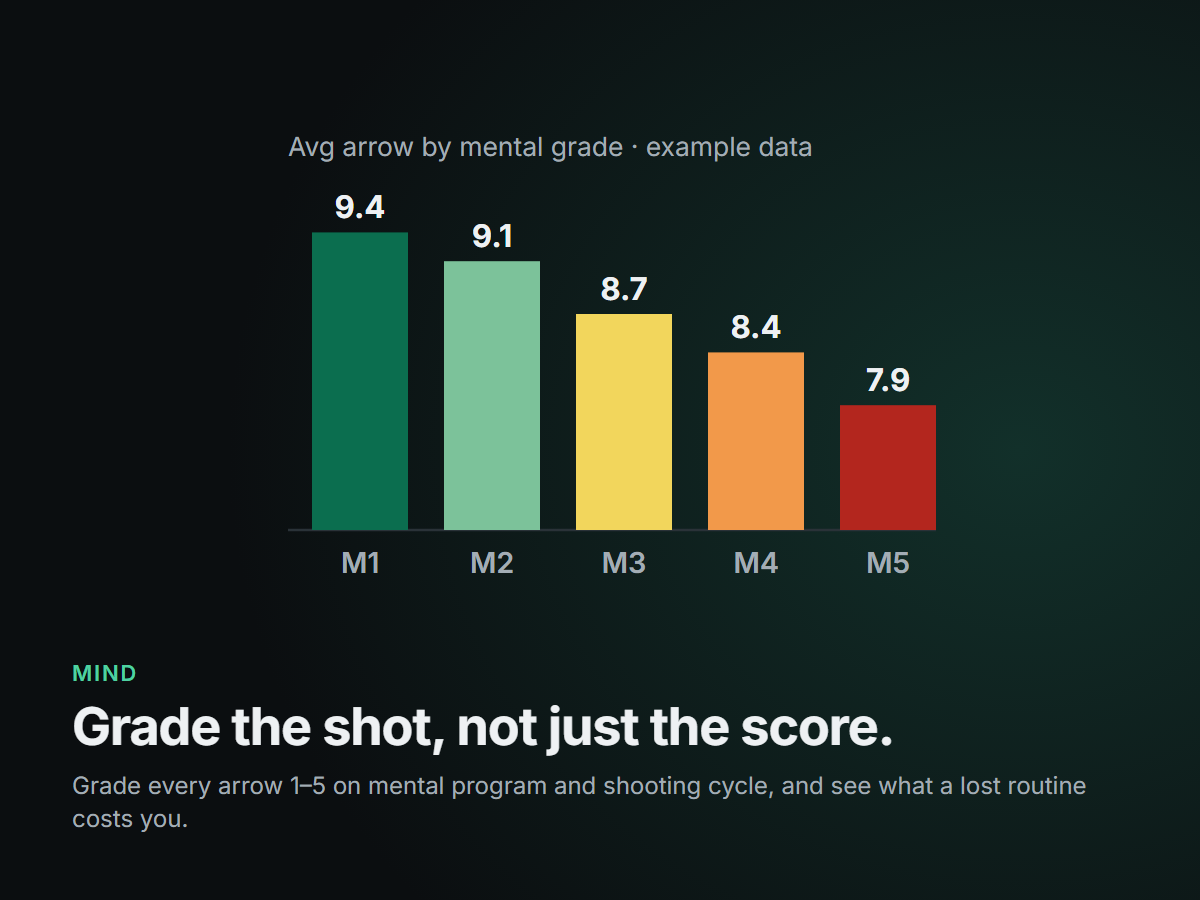 Avg arrow by mental grade · example data
9.4
9.1
8.7
8.4
7.9
M1 M2 M3 M4 M5
MIND
Grade the shot, not just the score.
Grade every arrow 1–5 on mental program and shooting cycle, and see what a lost routine
costs you.